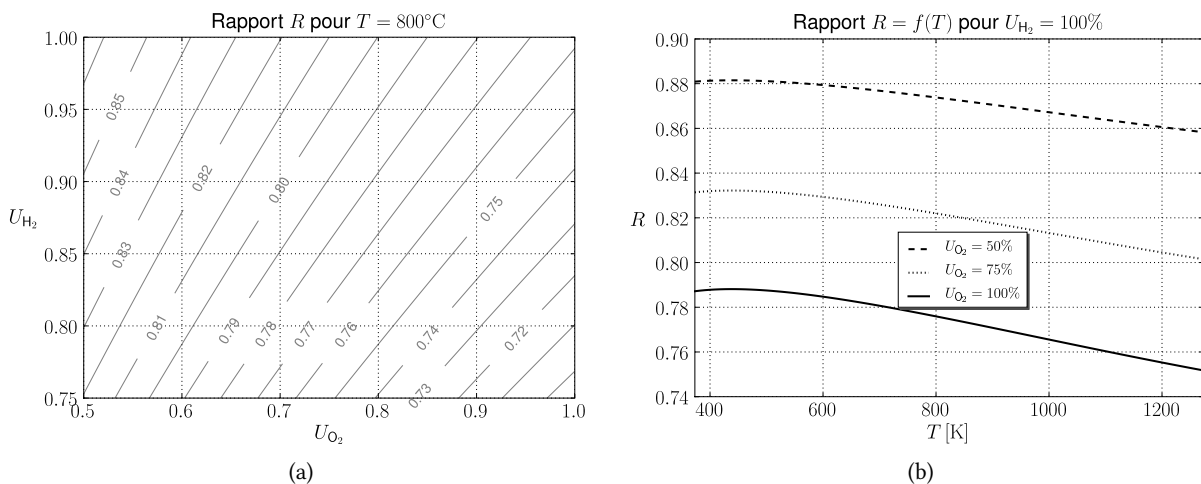 Rapport R pour T = 800°C
1.00
0.95
0.90
0.85
0.80
0.75
U_H₂
0.85
0.84
0.83
0.82
0.81
0.80
0.79
0.78
0.77
0.76
0.75
0.74
0.73
0.72
0.5 0.6 0.7 0.8 0.9 1.0
U_O₂
(a)
Rapport R = f(T) pour U_H₂ = 100%
0.90
0.88
0.86
0.84
0.82
0.80
0.78
0.76
0.74
R
U_O₂ = 50%
U_O₂ = 75%
U_O₂ = 100%
400 600 800 1000 1200
T [K]
(b)